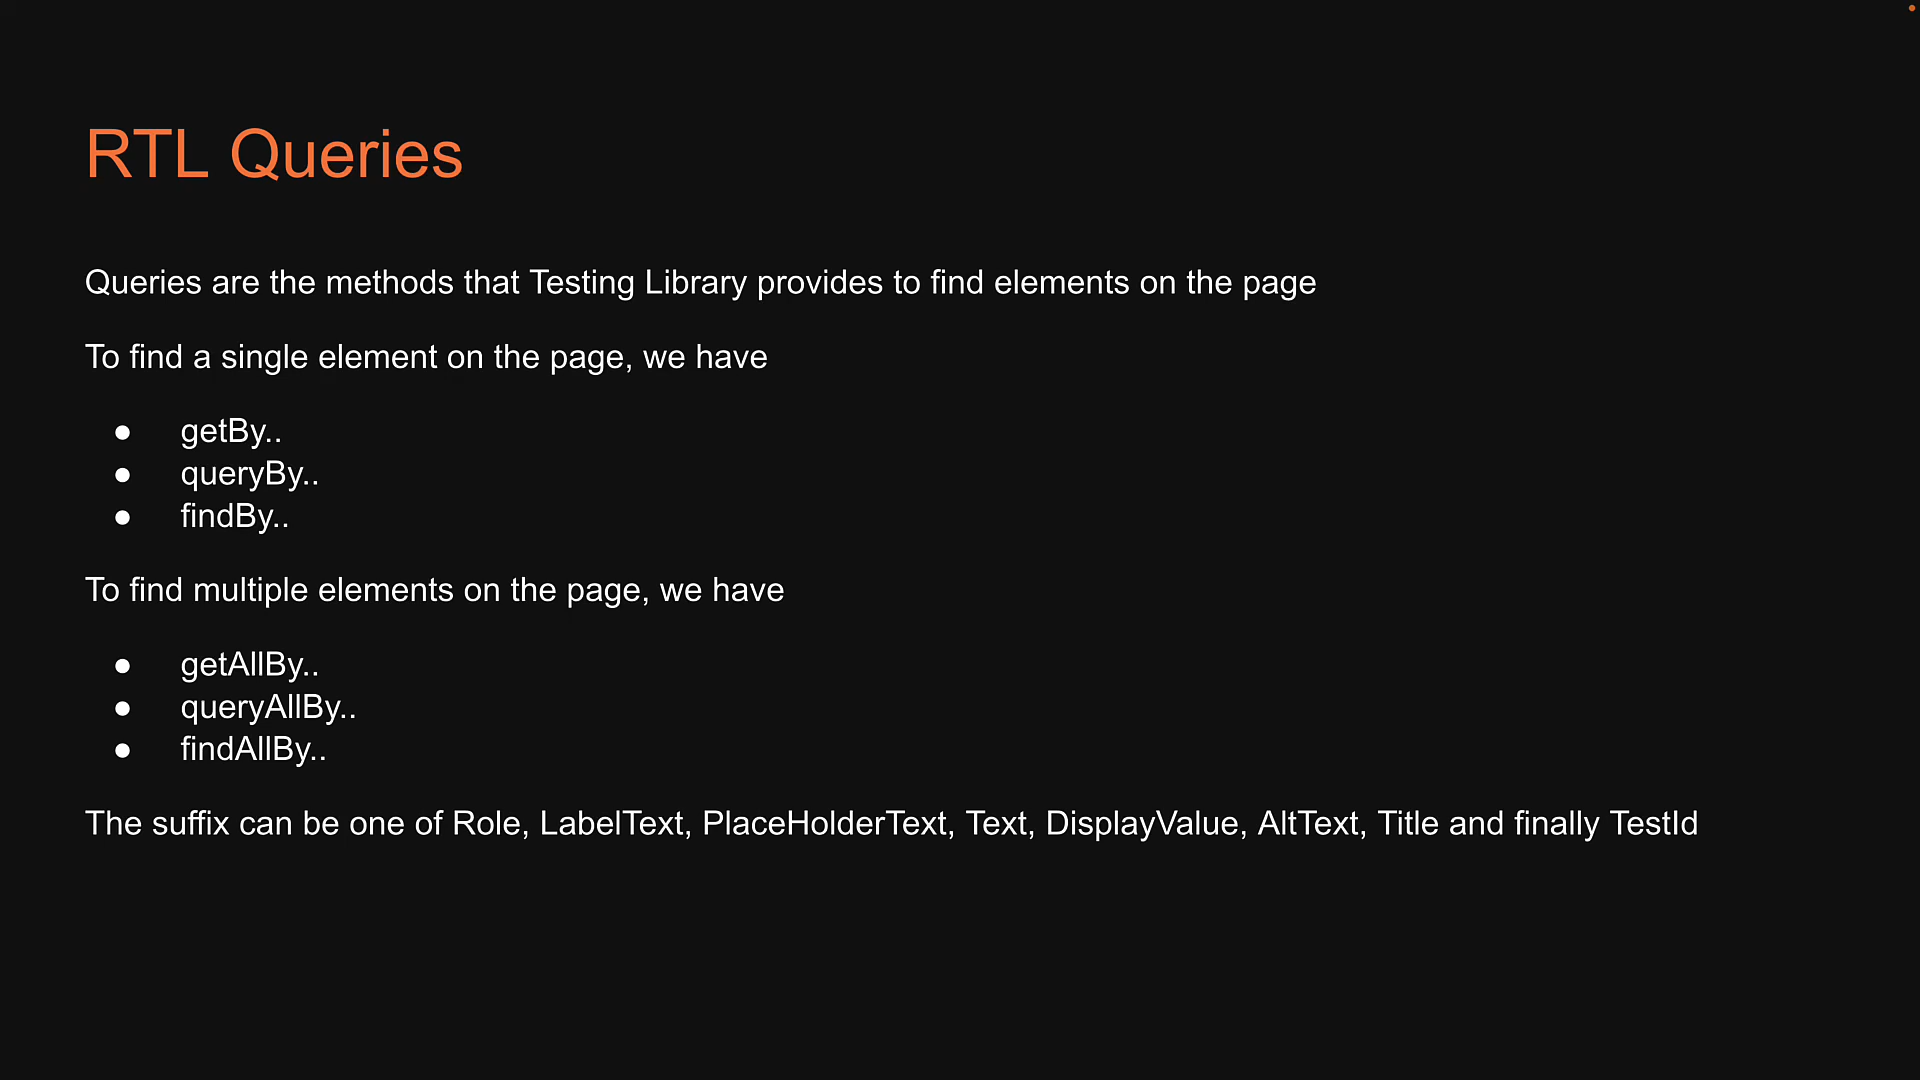 RTL Queries
Queries are the methods that Testing Library provides to find elements on the page
To find a single element on the page, we have
● getBy..
● queryBy..
● findBy..
To find multiple elements on the page, we have
● getAllBy..
● queryAllBy..
● findAllBy..
The suffix can be one of Role, LabelText, PlaceHolderText, Text, DisplayValue, AltText, Title and finally TestId